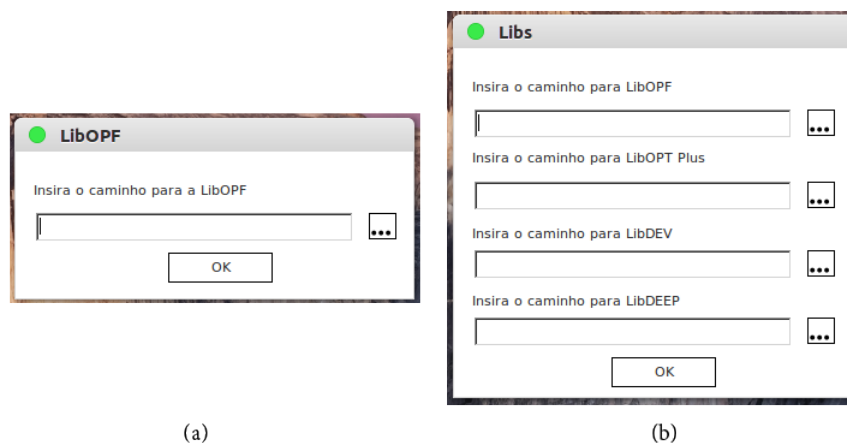 LibOPF
Insira o caminho para a LibOPF
...
OK
(a)
Libs
Insira o caminho para LibOPF
...
Insira o caminho para LibOPT Plus
...
Insira o caminho para LibDEV
...
Insira o caminho para LibDEEP
...
OK
(b)